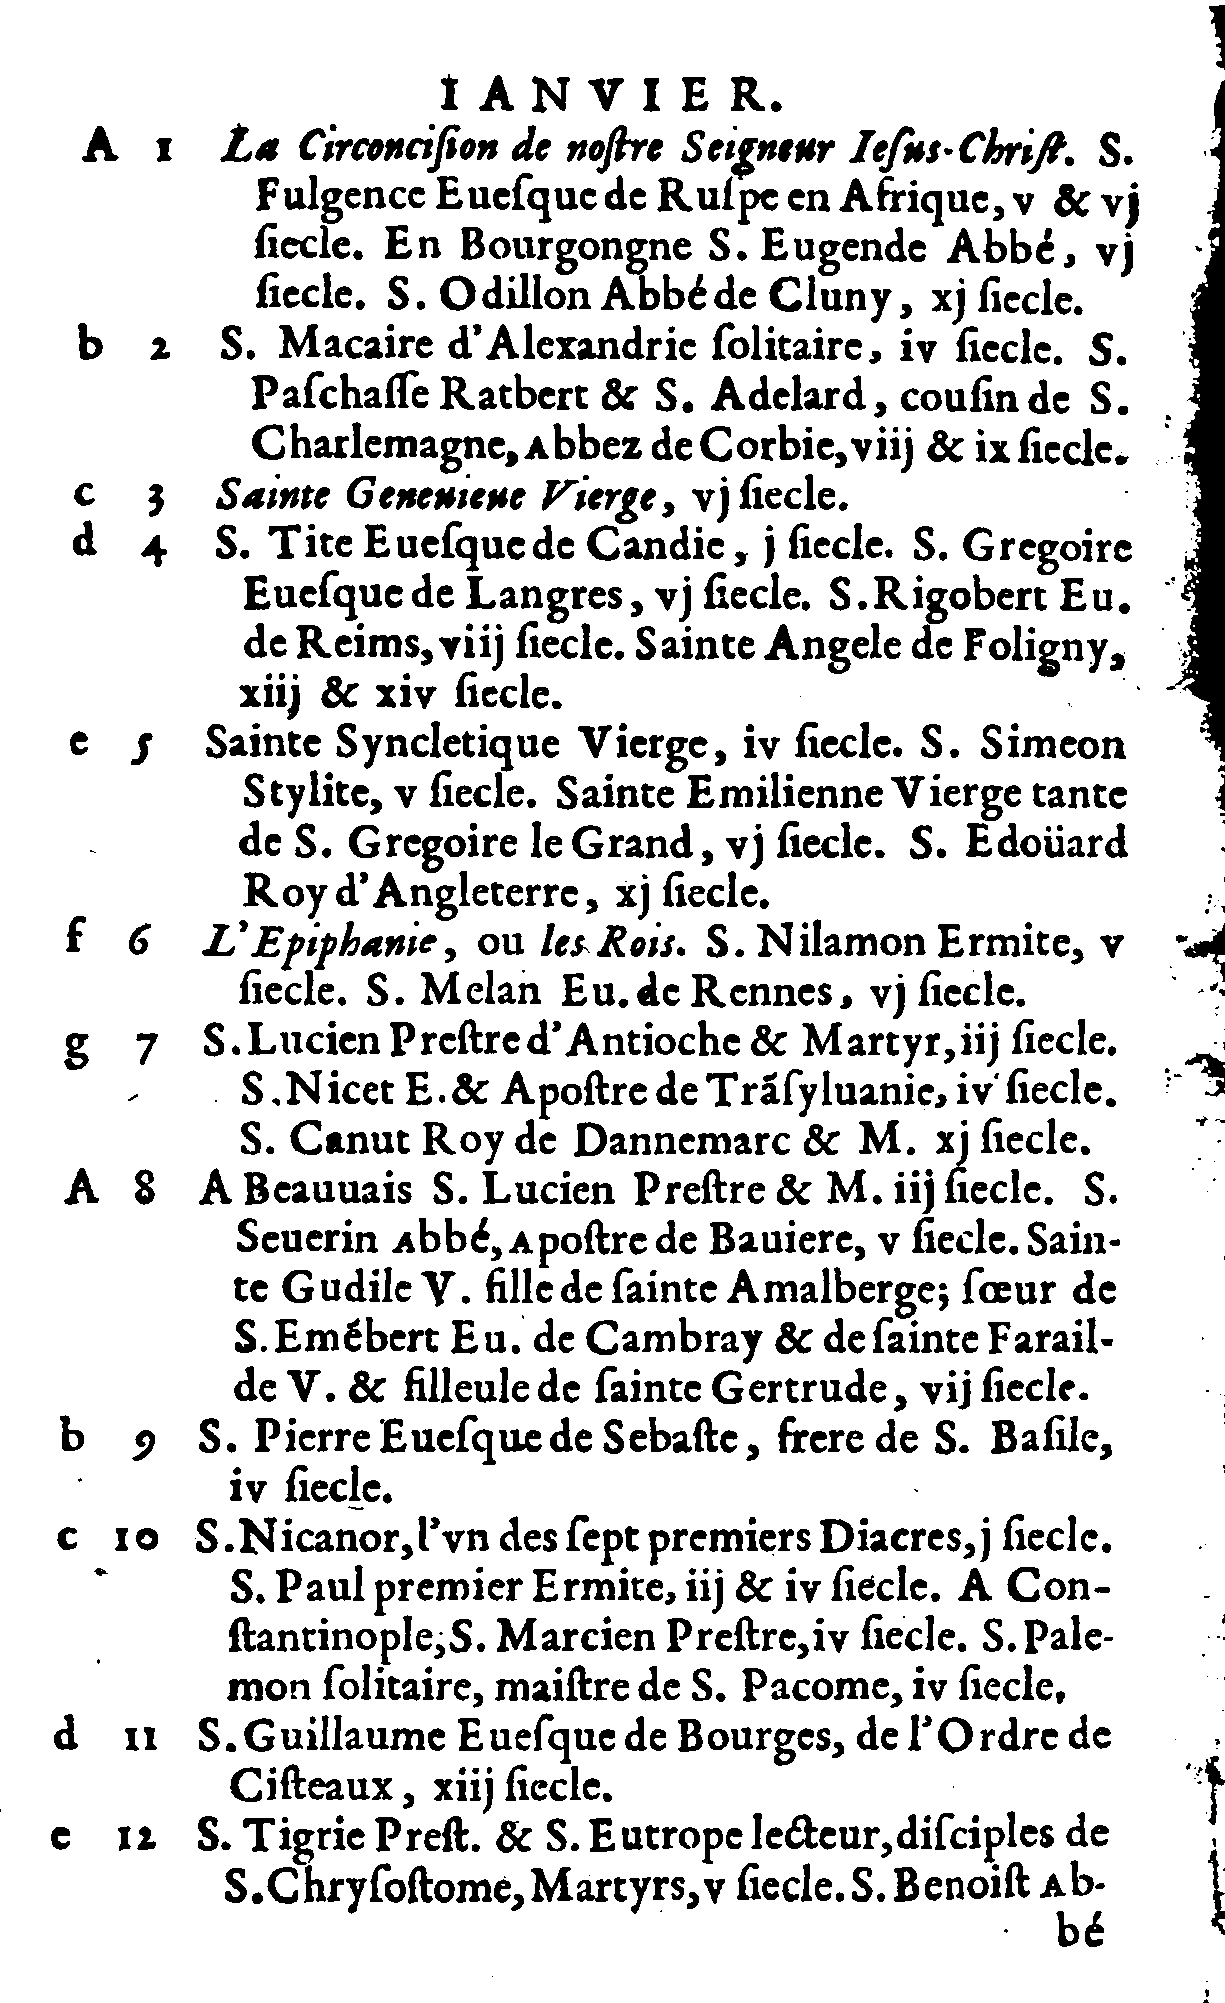 IANVIER.
A 1 La Circoncision de nostre Seigneur Iesus-Christ. S.
Fulgence Euesque de Ruspe en Afrique, v & vj
siecle. En Bourgongne S. Eugende Abbé, vj
siecle. S. Odillon Abbé de Cluny, xj siecle.
b 2 S. Macaire d'Alexandrie solitaire, iv siecle. S.
Paschasse Ratbert & S. Adelard, cousin de S.
Charlemagne, Abbez de Corbie, viij & ix siecle.
c 3 Sainte Geneuieue Vierge, vj siecle.
d 4 S. Tite Euesque de Candie, j siecle. S. Gregoire
Euesque de Langres, vj siecle. S. Rigobert Eu.
de Reims, viij siecle. Sainte Angele de Foligny,
xiij & xiv siecle.
e 5 Sainte Syncletique Vierge, iv siecle. S. Simeon
Stylite, v siecle. Sainte Emilienne Vierge tante
de S. Gregoire le Grand, vj siecle. S. Edoüard
Roy d'Angleterre, xj siecle.
f 6 L'Epiphanie, ou les Rois. S. Nilamon Ermite, v
siecle. S. Melan Eu. de Rennes, vj siecle.
g 7 S. Lucien Prestre d'Antioche & Martyr, iij siecle.
S. Nicet E. & Apostre de Trãsyluanie, iv siecle.
S. Canut Roy de Dannemarc & M. xj siecle.
A 8 A Beauuais S. Lucien Prestre & M. iij siecle. S.
Seuerin Abbé, Apostre de Bauiere, v siecle. Sain-
te Gudile V. fille de sainte Amalberge; sœur de
S. Emébert Eu. de Cambray & de sainte Farail-
de V. & filleule de sainte Gertrude, vij siecle.
b 9 S. Pierre Euesque de Sebaste, frere de S. Basile,
iv siecle.
c 10 S. Nicanor, l'vn des sept premiers Diacres, j siecle.
S. Paul premier Ermite, iij & iv siecle. A Con-
stantinople; S. Marcien Prestre, iv siecle. S. Pale-
mon solitaire, maistre de S. Pacome, iv siecle.
d 11 S. Guillaume Euesque de Bourges, de l'Ordre de
Cisteaux, xiij siecle.
e 12 S. Tigrie Prest. & S. Eutrope lecteur, disciples de
S. Chrysostome, Martyrs, v siecle. S. Benoist Ab-
bé